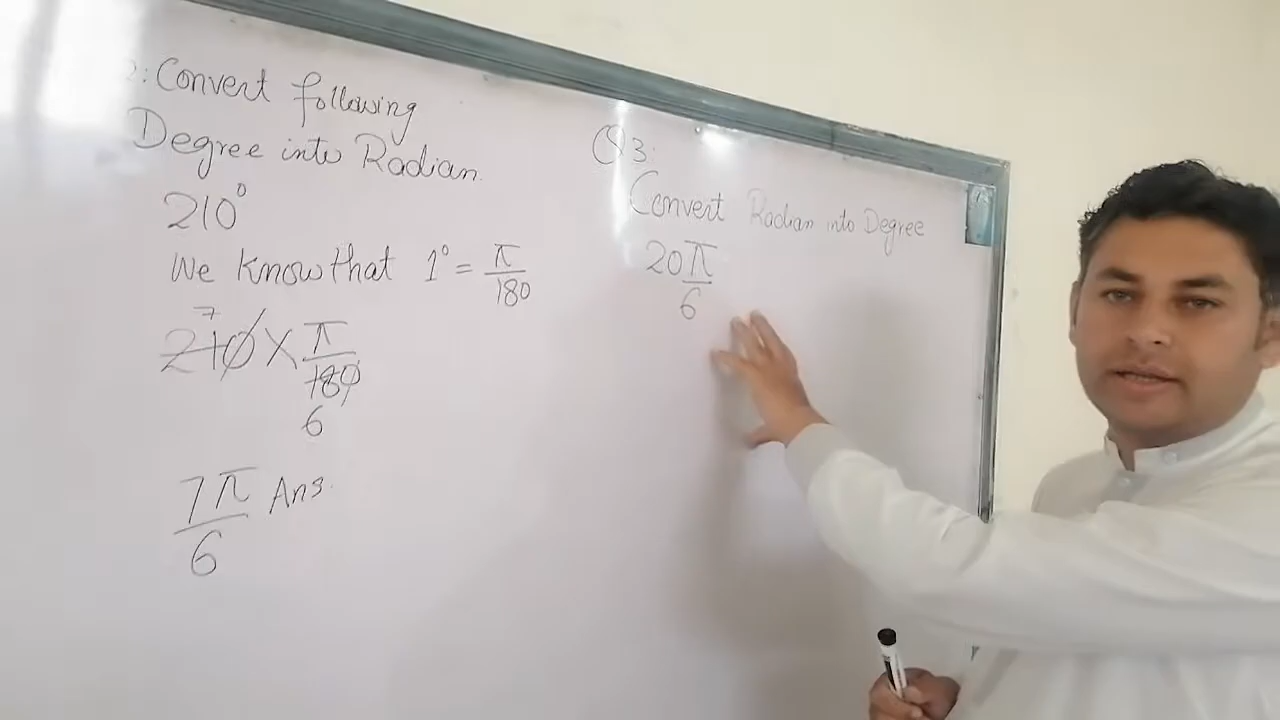 2: Convert following
Degree into Radian.
210°
We Know that 1° = π/180
7
210 X π/180
6
7π/6 Ans.
Q3:
Convert Radian into Degree
20π/6